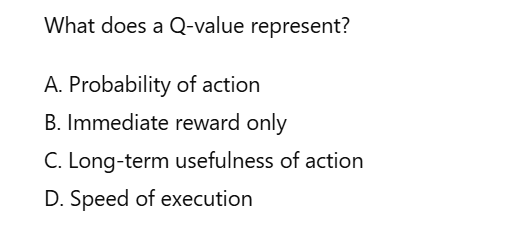 What does a Q-value represent?
A. Probability of action
B. Immediate reward only
C. Long-term usefulness of action
D. Speed of execution